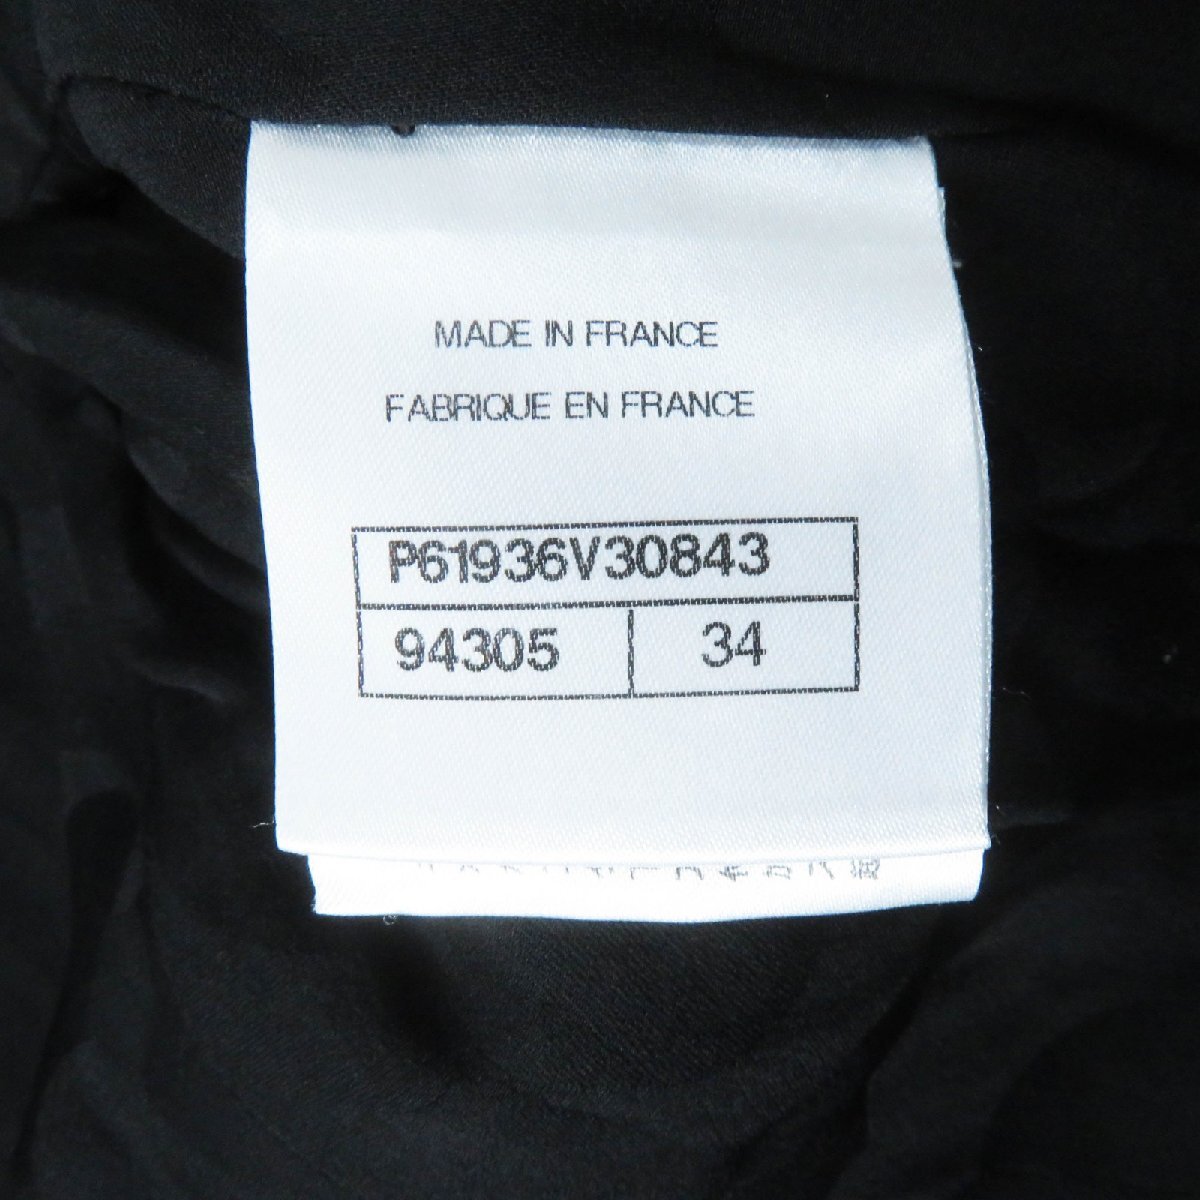 MADE IN FRANCE
FABRIQUE EN FRANCE
P61936V30843
94305 34